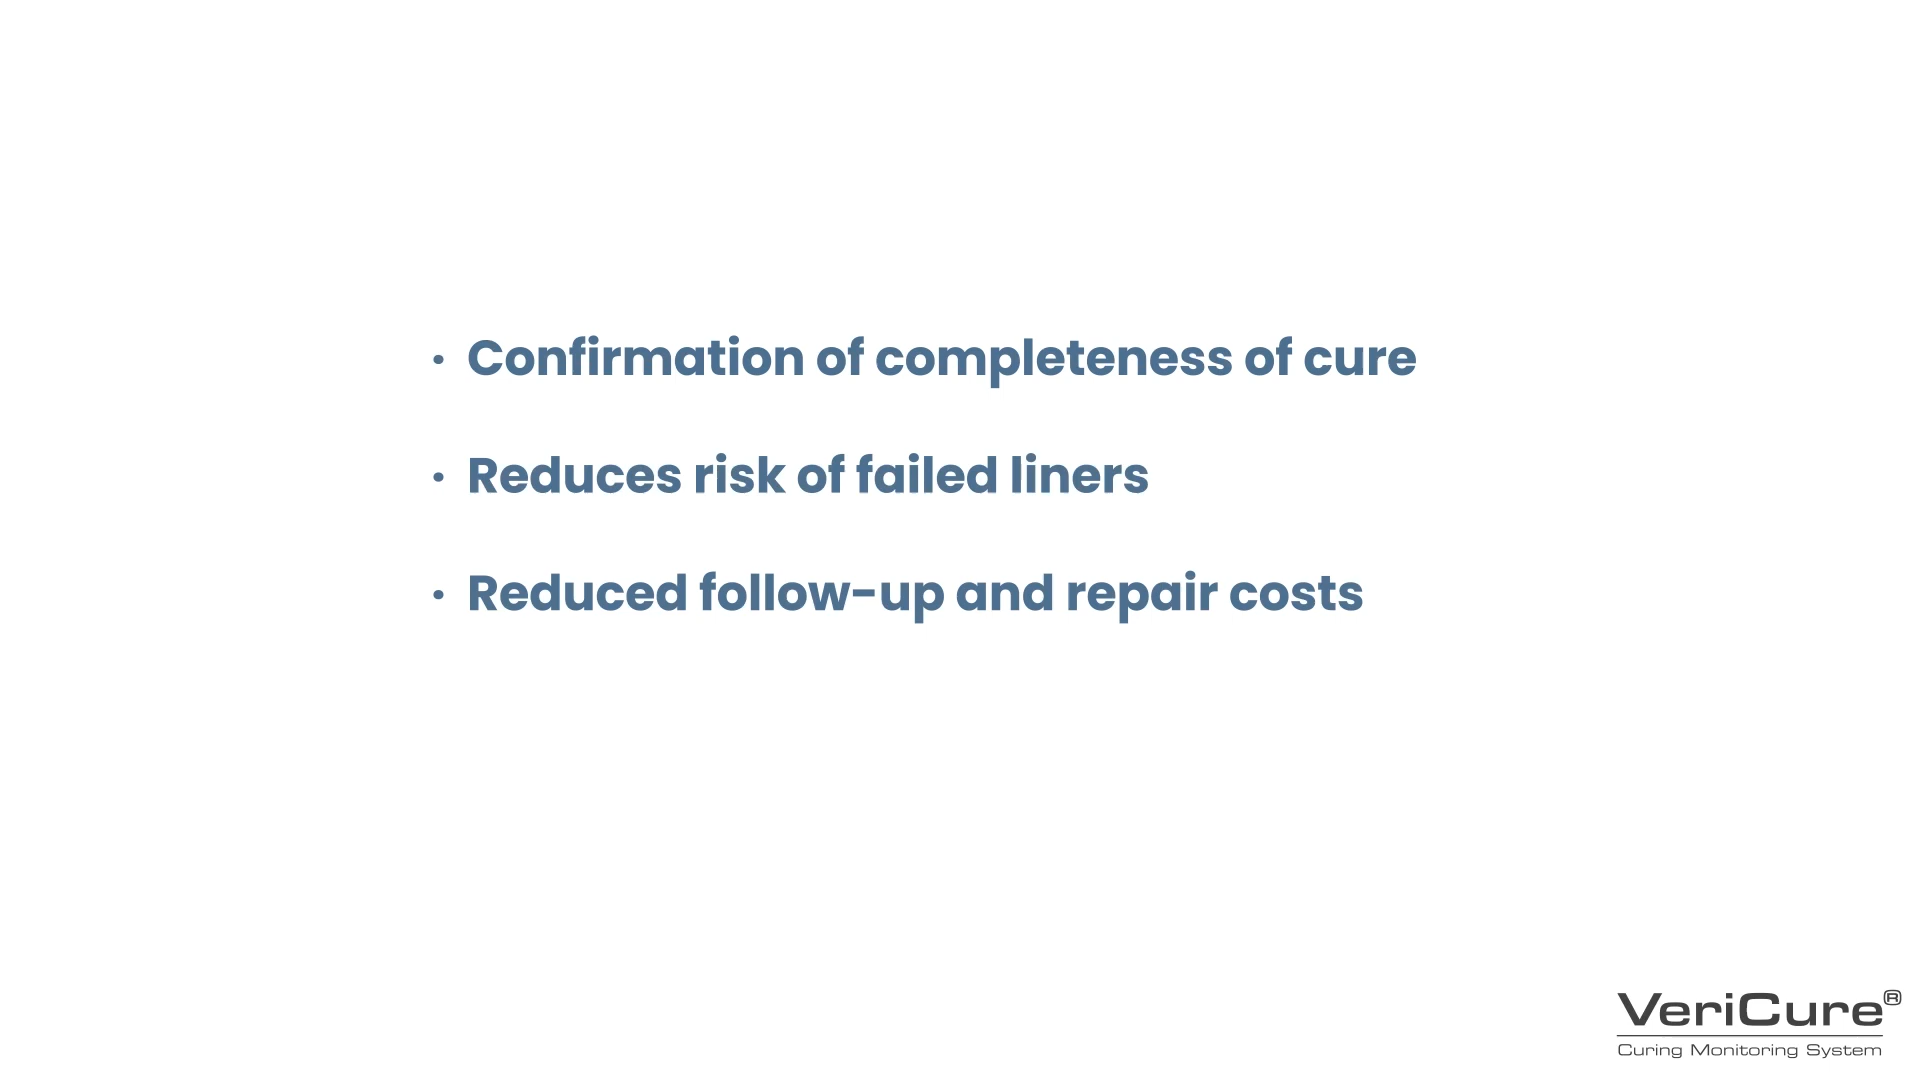 • Confirmation of completeness of cure
• Reduces risk of failed liners
• Reduced follow-up and repair costs
VeriCure®
Curing Monitoring System